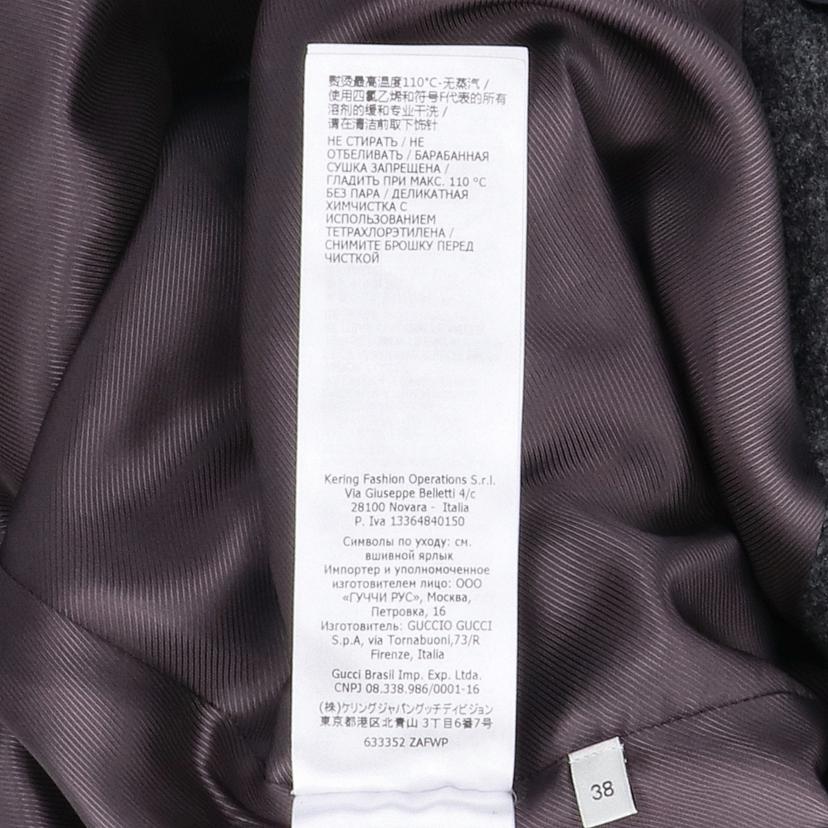 熨烫最高温度110°C-无蒸汽 /
使用四氯乙烯和符号F代表的所有
溶剂的缓和专业干洗 /
请在清洁前取下饰针
НЕ СТИРАТЬ / НЕ
ОТБЕЛИВАТЬ / БАРАБАННАЯ
СУШКА ЗАПРЕЩЕНА /
ГЛАДИТЬ ПРИ МАКС. 110 °C
БЕЗ ПАРА / ДЕЛИКАТНАЯ
ХИМЧИСТКА С
ИСПОЛЬЗОВАНИЕМ
ТЕТРАХЛОРЭТИЛЕНА /
СНИМИТЕ БРОШКУ ПЕРЕД
ЧИСТКОЙ
Kering Fashion Operations S.r.l.
Via Giuseppe Belletti 4/c
28100 Novara - Italia
P. Iva 13364840150
Символы по уходу: см.
вшивной ярлык
Импортер и уполномоченное
изготовителем лицо: ООО
«ГУЧЧИ РУС», Москва,
Петровка, 16
Изготовитель: GUCCIO GUCCI
S.p.A, via Tornabuoni,73/R
Firenze, Italia
Gucci Brasil Imp. Exp. Ltda.
CNPJ 08.338.986/0001-16
(株)ケリングジャパングッチディビジョン
東京都港区北青山 3丁目6番7号
633352 ZAFWP
38